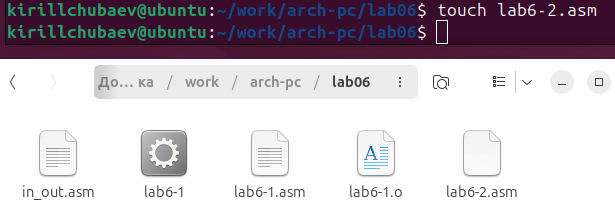 kirillchubaev@ubuntu:~/work/arch-pc/lab06$ touch lab6-2.asm
kirillchubaev@ubuntu:~/work/arch-pc/lab06$
До… ка / work / arch-pc / lab06
in_out.asm lab6-1 lab6-1.asm lab6-1.o lab6-2.asm